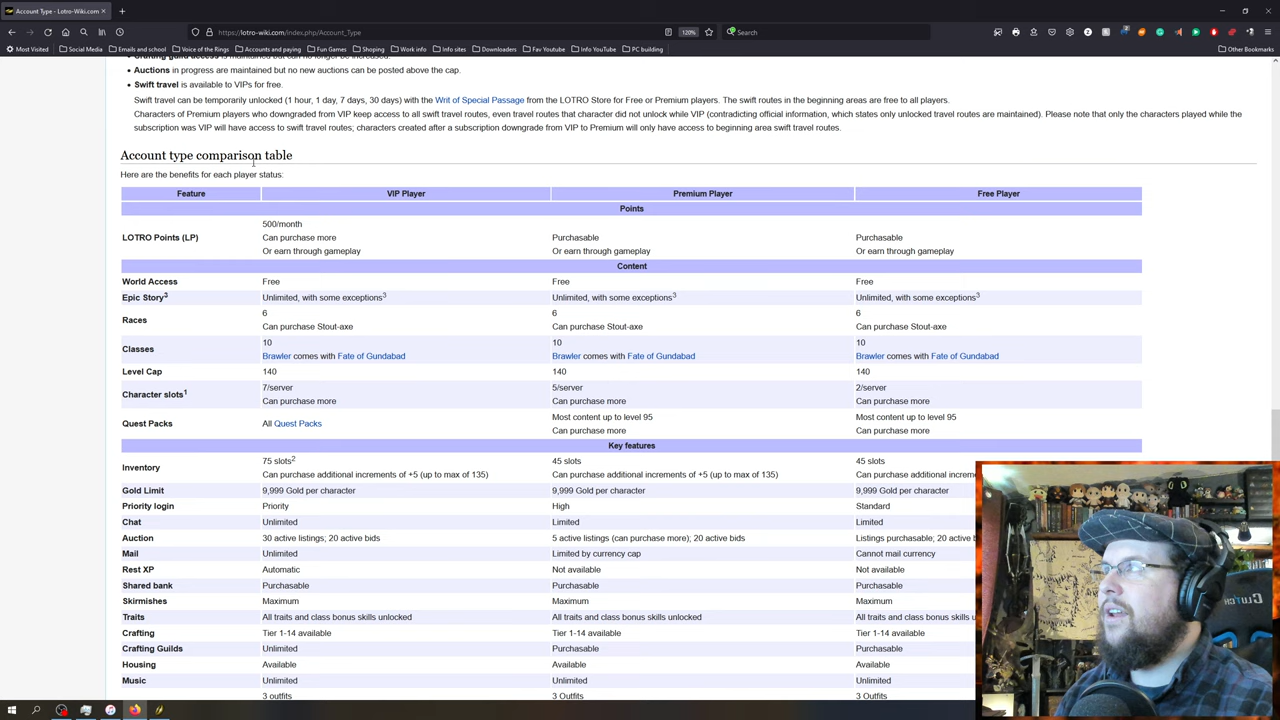 Account Type - Lotro-Wiki.com
https://lotro-wiki.com/index.php/Account_Type
120%
Search
Most Visited Social Media Emails and school Voice of the Rings Accounts and paying Fun Games Shoping Work info Info sites Downloaders Fav Youtube Info YouTube PC building Other Bookmarks
Auctions in progress are maintained but no new auctions can be posted above the cap.
Swift travel is available to VIPs for free.
Swift travel can be temporarily unlocked (1 hour, 1 day, 7 days, 30 days) with the Writ of Special Passage from the LOTRO Store for Free or Premium players. The swift routes in the beginning areas are free to all players.
Characters of Premium players who downgraded from VIP keep access to all swift travel routes, even travel routes that character did not unlock while VIP (contradicting official information, which states only unlocked travel routes are maintained). Please note that only the characters played while the
subscription was VIP will have access to swift travel routes; characters created after a subscription downgrade from VIP to Premium will only have access to beginning area swift travel routes.
Account type comparison table
Here are the benefits for each player status:
Feature VIP Player Premium Player Free Player
Points
500/month
LOTRO Points (LP) Can purchase more Purchasable Purchasable
Or earn through gameplay Or earn through gameplay Or earn through gameplay
Content
World Access Free Free Free
Epic Story3 Unlimited, with some exceptions3 Unlimited, with some exceptions3 Unlimited, with some exceptions3
Races 6 6 6
Can purchase Stout-axe Can purchase Stout-axe Can purchase Stout-axe
Classes 10 10 10
Brawler comes with Fate of Gundabad Brawler comes with Fate of Gundabad Brawler comes with Fate of Gundabad
Level Cap 140 140 140
Character slots1 7/server 5/server 2/server
Can purchase more Can purchase more Can purchase more
Quest Packs All Quest Packs Most content up to level 95 Most content up to level 95
Can purchase more Can purchase more
Key features
Inventory 75 slots2 45 slots 45 slots
Can purchase additional increments of +5 (up to max of 135) Can purchase additional increments of +5 (up to max of 135) Can purchase additional increme
Gold Limit 9,999 Gold per character 9,999 Gold per character 9,999 Gold per character
Priority login Priority High Standard
Chat Unlimited Limited Limited
Auction 30 active listings; 20 active bids 5 active listings (can purchase more); 20 active bids Listings purchasable; 20 active b
Mail Unlimited Limited by currency cap Cannot mail currency
Rest XP Automatic Not available Not available
Shared bank Purchasable Purchasable Purchasable
Skirmishes Maximum Maximum Maximum
Traits All traits and class bonus skills unlocked All traits and class bonus skills unlocked All traits and class bonus skills u
Crafting Tier 1-14 available Tier 1-14 available Tier 1-14 available
Crafting Guilds Unlimited Purchasable Purchasable
Housing Available Available Available
Music Unlimited Unlimited Unlimited
3 outfits 3 Outfits 3 Outfits
CLUTCH